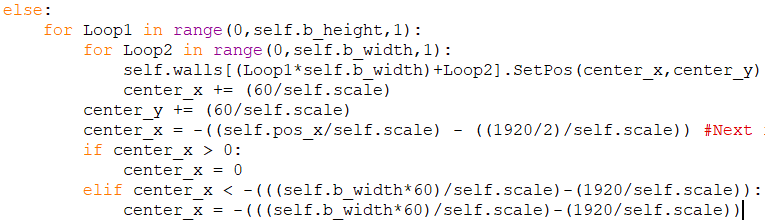 else:
    for Loop1 in range(0,self.b_height,1):
        for Loop2 in range(0,self.b_width,1):
            self.walls[(Loop1*self.b_width)+Loop2].SetPos(center_x,center_y)
            center_x += (60/self.scale)
        center_y += (60/self.scale)
        center_x = -((self.pos_x/self.scale) - ((1920/2)/self.scale)) #Next
        if center_x > 0:
            center_x = 0
        elif center_x < -(((self.b_width*60)/self.scale)-(1920/self.scale)):
            center_x = -(((self.b_width*60)/self.scale)-(1920/self.scale))